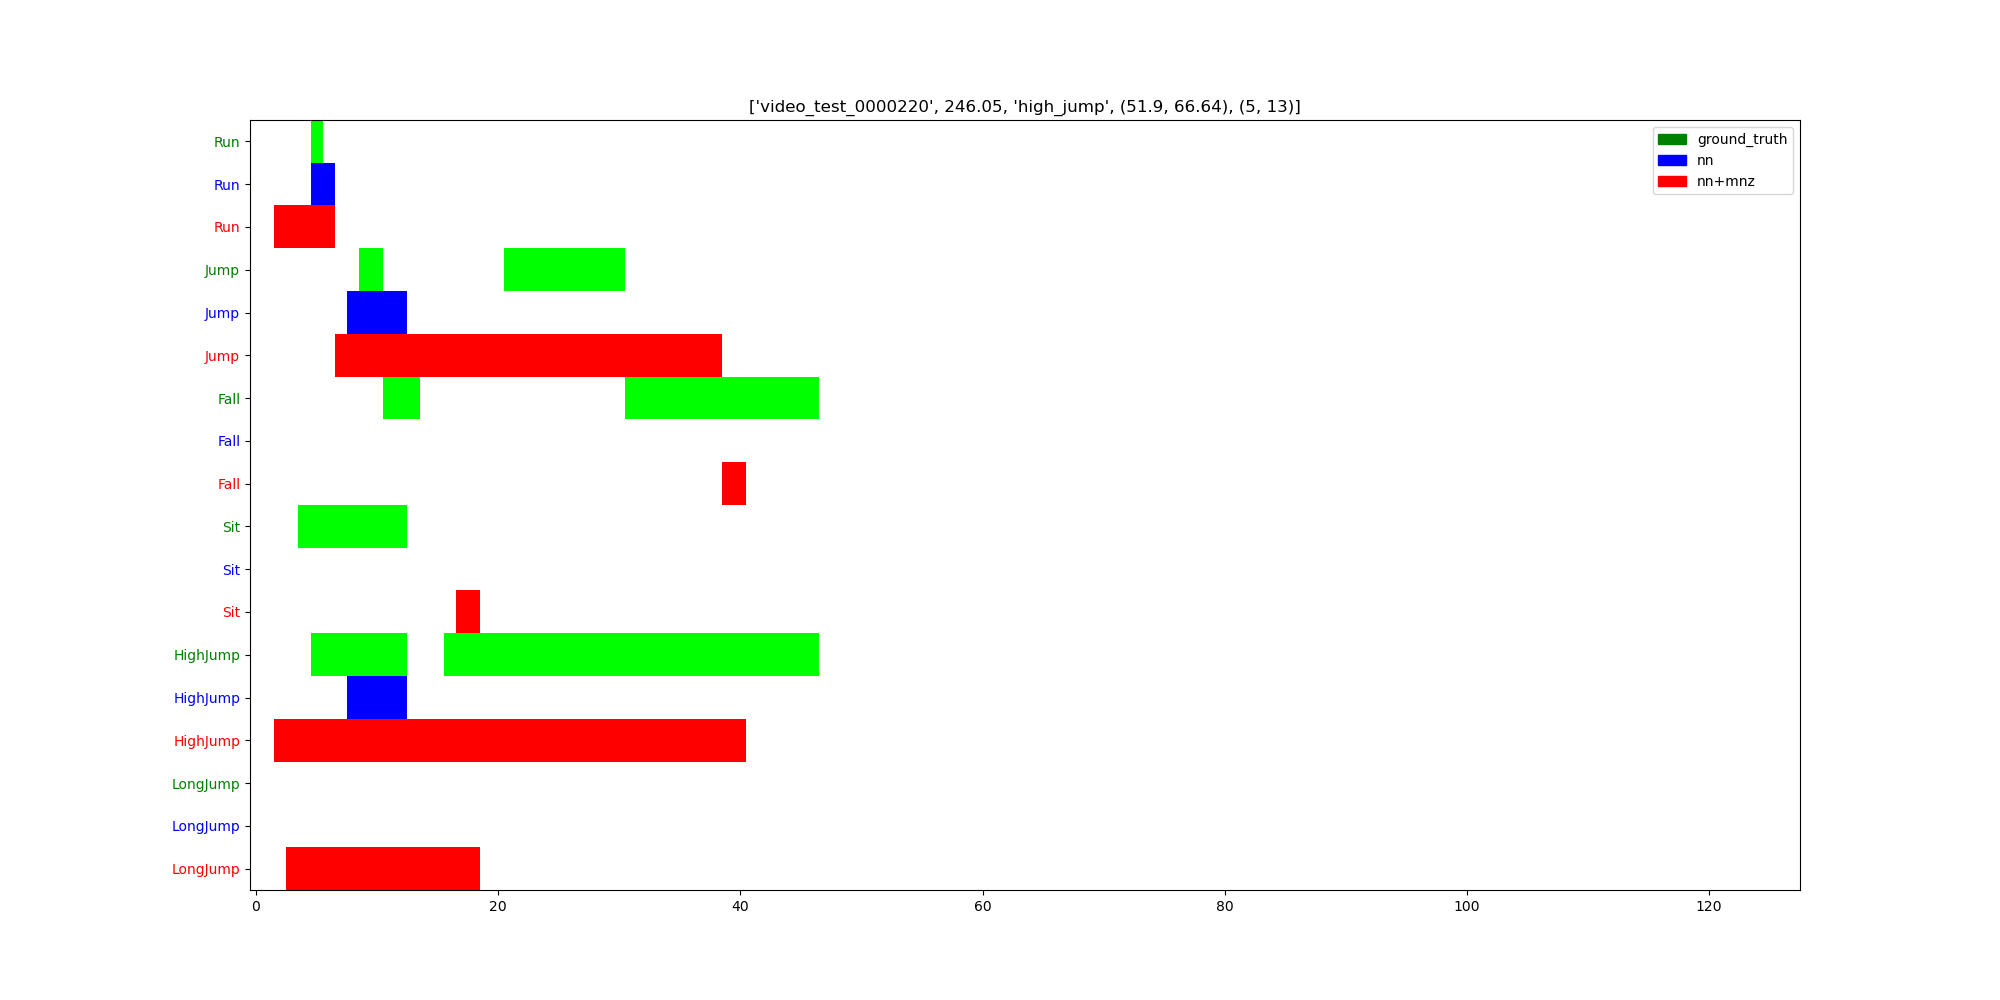 ['video_test_0000220', 246.05, 'high_jump', (51.9, 66.64), (5, 13)]
ground_truth
nn
nn+mnz
Run
Run
Run
Jump
Jump
Jump
Fall
Fall
Fall
Sit
Sit
Sit
HighJump
HighJump
HighJump
LongJump
LongJump
LongJump
0 20 40 60 80 100 120